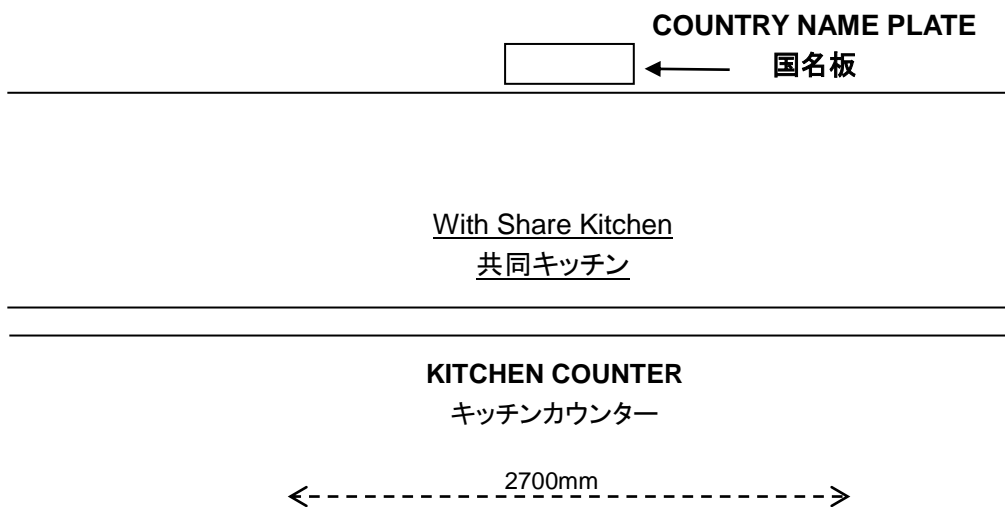 COUNTRY NAME PLATE
国名板
With Share Kitchen
共同キッチン
KITCHEN COUNTER
キッチンカウンター
2700mm